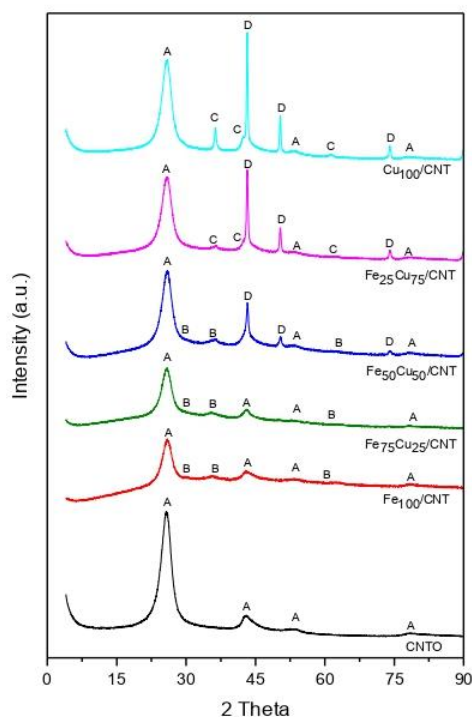 A
C
C
D
D
A
C
D
A
Cu100/CNT
A
C
C
D
D
A
C
D
A
Fe25Cu75/CNT
A
B
B
D
D
A
B
D
A
Fe50Cu50/CNT
A
B
B
A
A
B
A
Fe75Cu25/CNT
A
B
B
A
A
B
A
Fe100/CNT
A
A
A
A
CNTO
0 15 30 45 60 75 90
2 Theta
Intensity (a.u.)